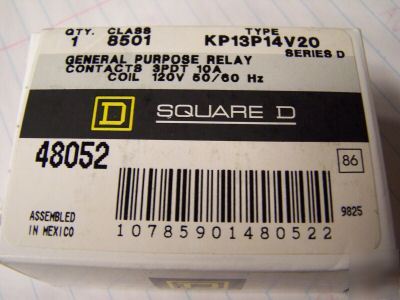 QTY. CLASS TYPE
1 8501 KP13P14V20
SERIES D
GENERAL PURPOSE RELAY
CONTACTS 3PDT 10A
COIL 120V 50/60 Hz
D SQUARE D
48052
86
ASSEMBLED
IN MEXICO
9825
10785901480522